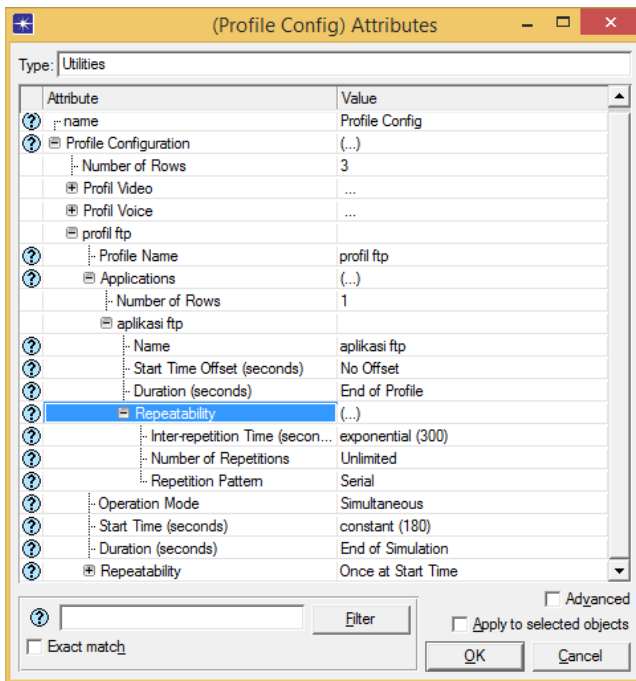 (Profile Config) Attributes
Type: Utilities
Attribute Value
name Profile Config
Profile Configuration (...)
Number of Rows 3
Profil Video ...
Profil Voice ...
profil ftp
Profile Name profil ftp
Applications (...)
Number of Rows 1
aplikasi ftp
Name aplikasi ftp
Start Time Offset (seconds) No Offset
Duration (seconds) End of Profile
Repeatability (...)
Inter-repetition Time (secon... exponential (300)
Number of Repetitions Unlimited
Repetition Pattern Serial
Operation Mode Simultaneous
Start Time (seconds) constant (180)
Duration (seconds) End of Simulation
Repeatability Once at Start Time
Advanced
Filter
Apply to selected objects
Exact match
OK Cancel